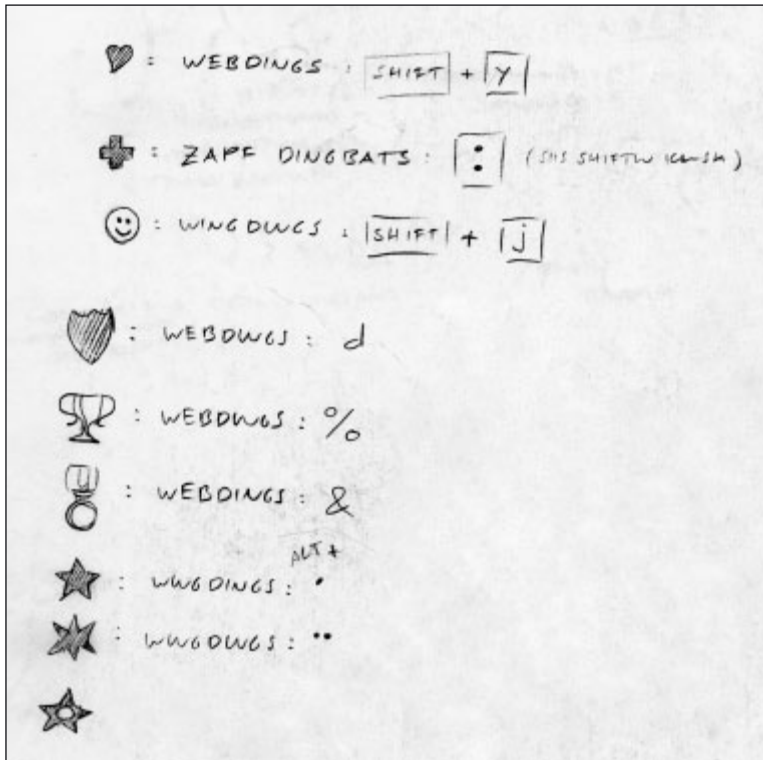 ♥ : WEBDINGS : SHIFT + Y
✚ : ZAPF DINGBATS : :
☺ : WINGDINGS : SHIFT + j
: WEBDINGS : d
: WEBDINGS : %
: WEBDINGS : &
ALT +
★ : WINGDINGS : •
: WINGDINGS : ••